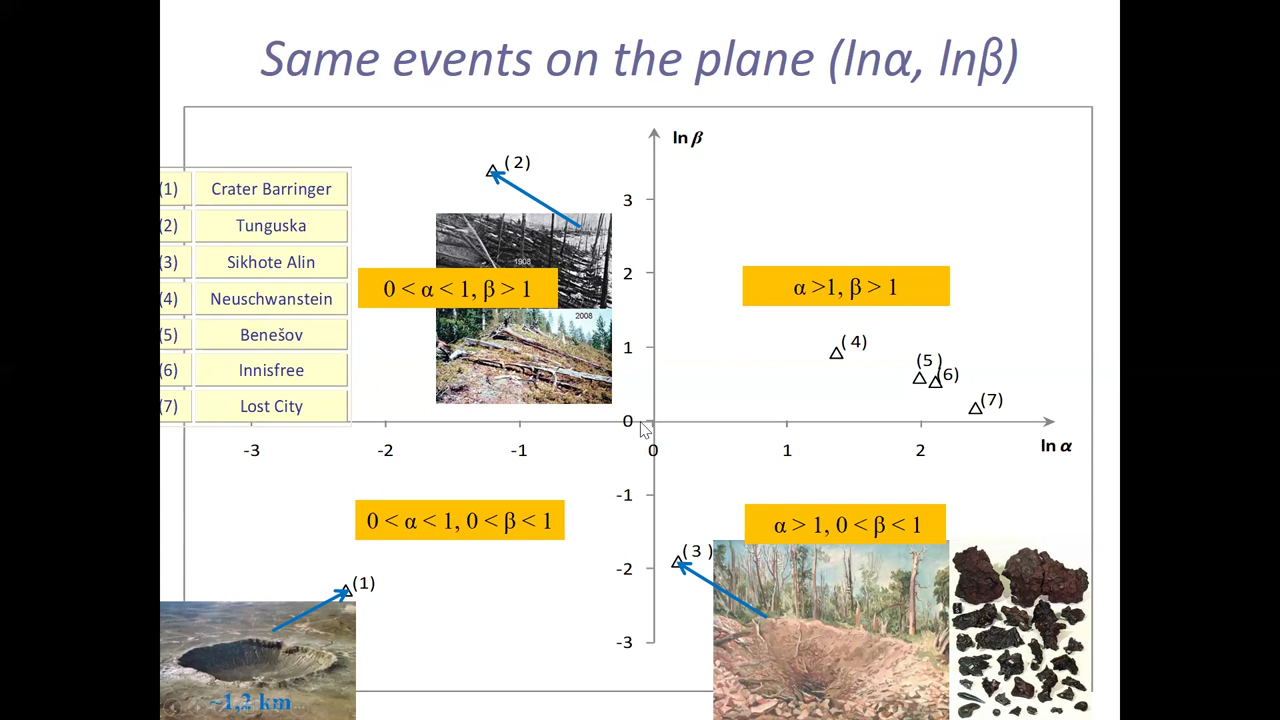 Same events on the plane (lnα, lnβ)
ln β
(1) Crater Barringer
(2) Tunguska
(3) Sikhote Alin
(4) Neuschwanstein
(5) Benešov
(6) Innisfree
(7) Lost City
( 2)
1908
2008
0 < α < 1, β > 1
α >1, β > 1
3
2
1
0
-1
-2
-3
( 4)
(5 )
(6)
(7)
-3 -2 -1 0 1 2
ln α
0 < α < 1, 0 < β < 1
α > 1, 0 < β < 1
( 3 )
(1)
~1,2 km